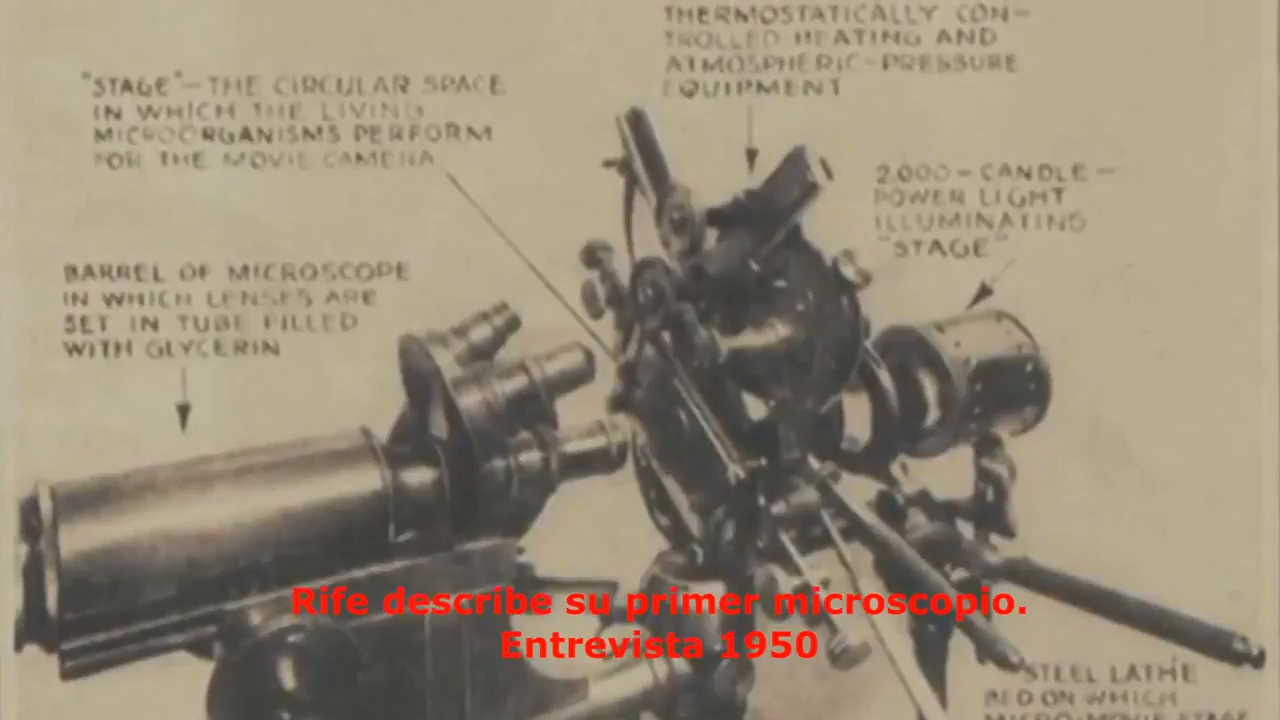 THERMOSTATICALLY CON-
TROLLED HEATING AND
ATMOSPHERIC-PRESSURE
EQUIPMENT
"STAGE"-THE CIRCULAR SPACE
IN WHICH THE LIVING
MICROORGANISMS PERFORM
FOR THE MOVIE CAMERA
2,000-CANDLE-
POWER LIGHT
ILLUMINATING
"STAGE"
BARREL OF MICROSCOPE
IN WHICH LENSES ARE
SET IN TUBE FILLED
WITH GLYCERIN
Rife describe su primer microscopio.
Entrevista 1950
STEEL LATHE
BED ON WHICH